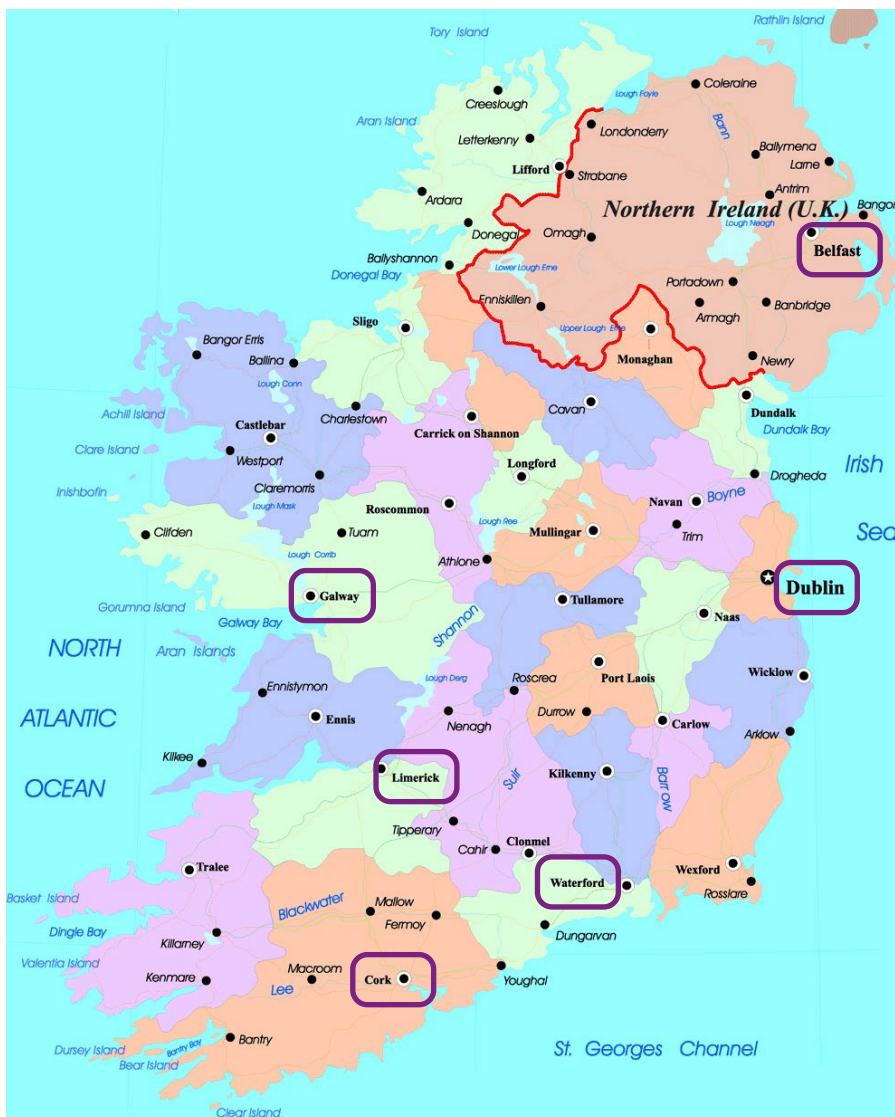 Rathlin Island
Tory Island
Coleraine
Creeslough
Lough Foyle
Aran Island
Bann
Londonderry
Letterkenny
Ballymena
Larne
Lifford
Strabane
Antrim
Ardara
Northern Ireland (U.K.)
Bangor
Donegal
Omagh
Lough Neagh
Belfast
Ballyshannon
Donegal Bay
Lower Lough Erne
Portadown
Enniskillen
Armagh
Banbridge
Sligo
Upper Lough Erne
Bangor Erris
Monaghan
Newry
Ballina
Lough Conn
Achill Island
Charlestown
Cavan
Dundalk
Castlebar
Carrick on Shannon
Dundalk Bay
Clare Island
Westport
Longford
Irish
Claremorris
Drogheda
Inishbofin
Lough Mask
Roscommon
Navan
Boyne
Clifden
Tuam
Lough Ree
Mullingar
Trim
Sea
Lough Corrib
Athlone
Dublin
Galway
Tullamore
Gorumna Island
Galway Bay
Shannon
Naas
NORTH
Aran Islands
Lough Derg
Port Laois
Wicklow
Ennistymon
Roscrea
ATLANTIC
Ennis
Nenagh
Durrow
Carlow
Arklow
Kilkee
Limerick
Suir
Kilkenny
Barrow
OCEAN
Tipperary
Cahir
Clonmel
Tralee
Waterford
Wexford
Rosslare
Basket Island
Blackwater
Mallow
Fermoy
Dingle Bay
Killarney
Dungarvan
Valentia Island
Kenmare
Macroom
Cork
Youghal
Lee
Bantry
Dursey Island
Bantry Bay
Bear Island
St. Georges Channel
Clear Island